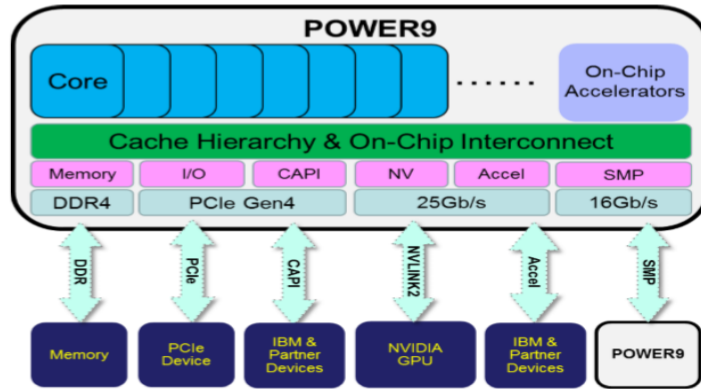 POWER9
Core
......
On-Chip
Accelerators
Cache Hierarchy & On-Chip Interconnect
Memory I/O CAPI NV Accel SMP
DDR4 PCIe Gen4 25Gb/s 16Gb/s
DDR PCIe CAPI NVLINK2 Accel SMP
Memory
PCIe
Device
IBM &
Partner
Devices
NVIDIA
GPU
IBM &
Partner
Devices
POWER9